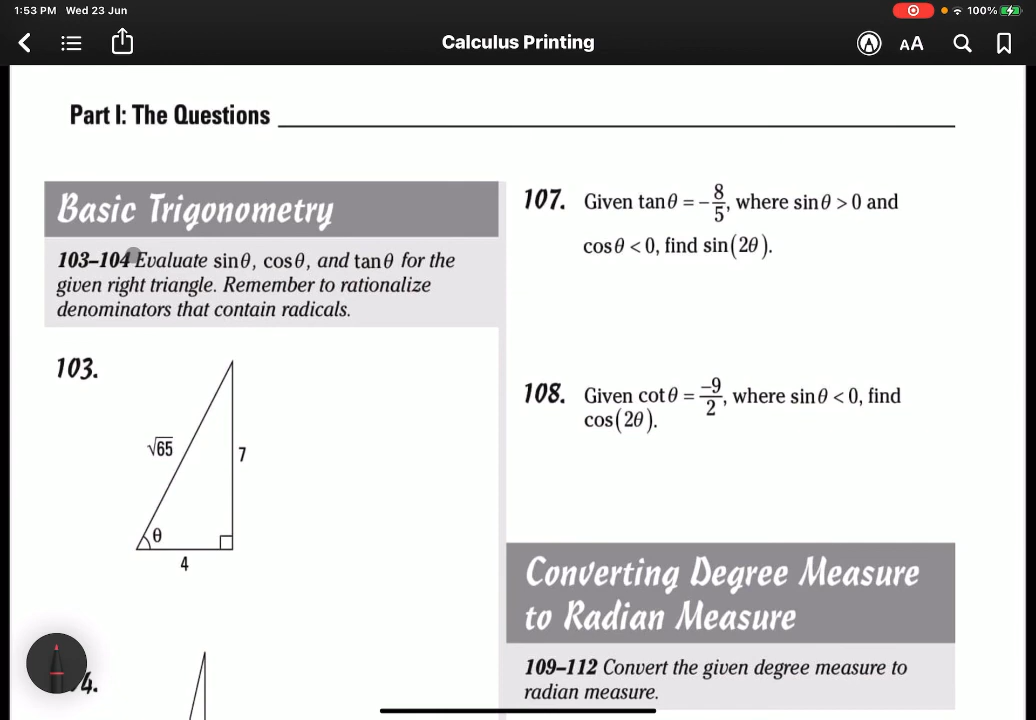 1:53 PM Wed 23 Jun
100%
Calculus Printing
AA
Part I: The Questions
Basic Trigonometry
103–104 Evaluate sinθ, cosθ, and tanθ for the
given right triangle. Remember to rationalize
denominators that contain radicals.
103.
√65
7
θ
4
4.
107. Given tanθ = −8/5, where sinθ > 0 and
cosθ < 0, find sin(2θ).
108. Given cotθ = −9/2, where sinθ < 0, find
cos(2θ).
Converting Degree Measure
to Radian Measure
109–112 Convert the given degree measure to
radian measure.